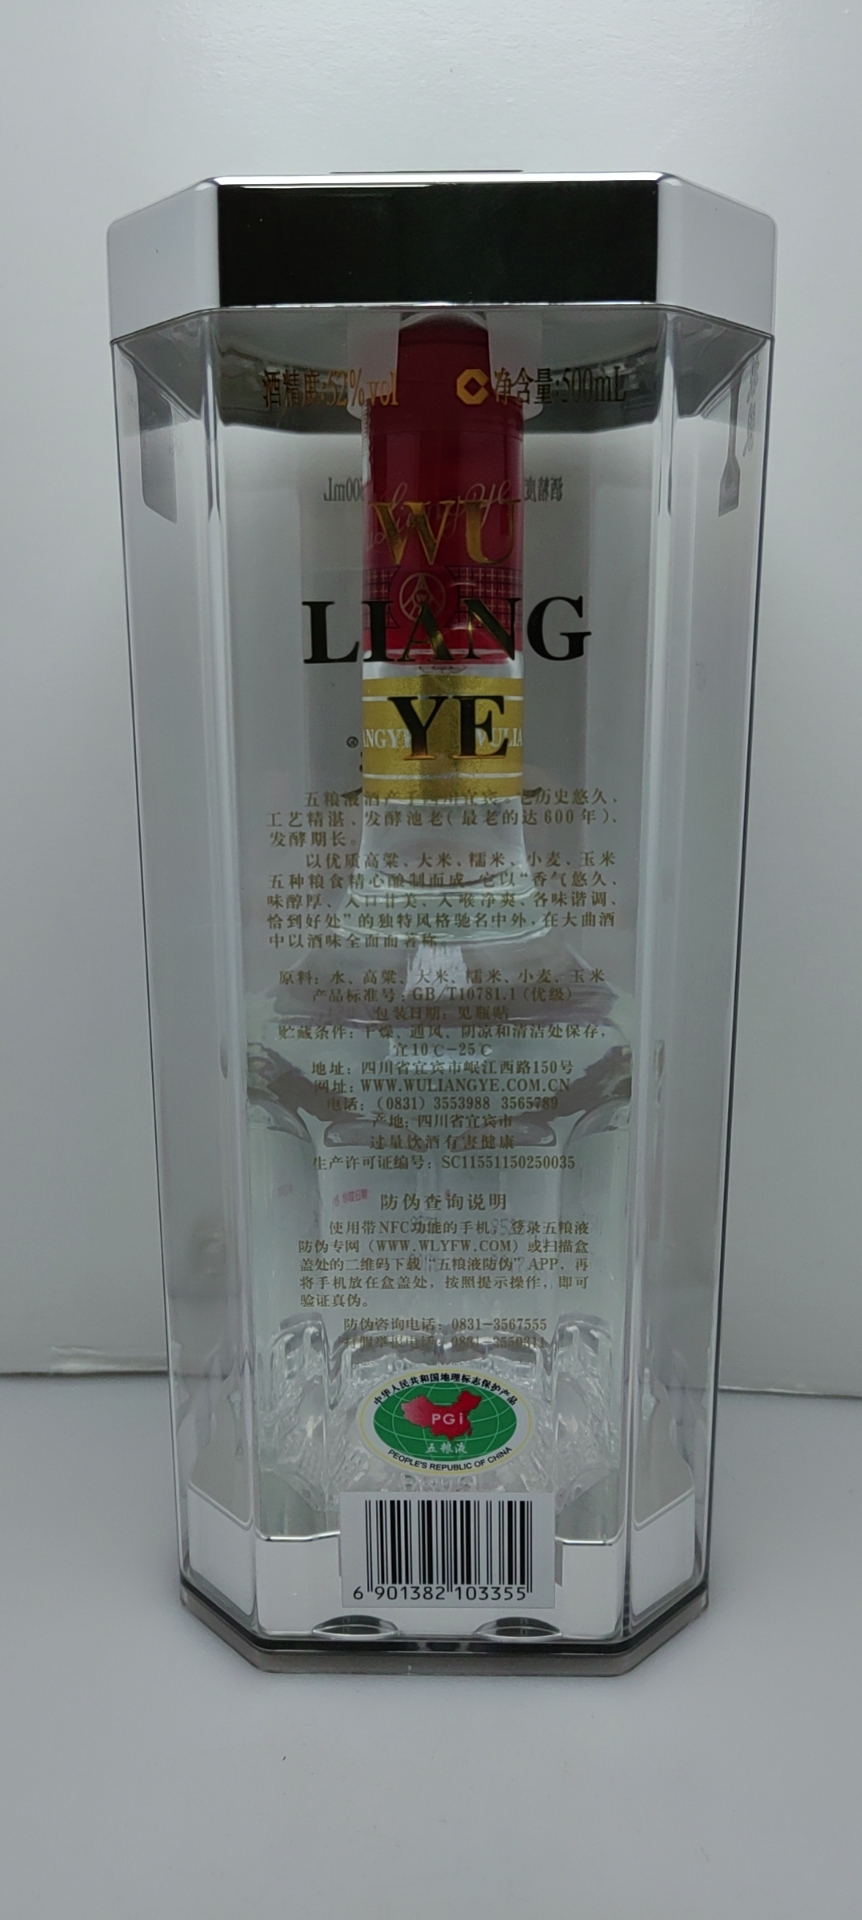 酒精度:52%vol 净含量:500mL
WU
LIANG
YE
五粮液酒产于四川宜宾，它历史悠久、
工艺精湛、发酵池老(最老的达600年)、
发酵期长。
以优质高粱、大米、糯米、小麦、玉米
五种粮食精心酿制而成。它以“香气悠久、
味醇厚、入口甘美、入喉净爽、各味谐调、
恰到好处”的独特风格驰名中外，在大曲酒
中以酒味全面而著称。
原料：水、高粱、大米、糯米、小麦、玉米
产品标准号：GB/T10781.1(优级)
包装日期：见瓶贴
贮藏条件：干燥、通风、阴凉和清洁处保存，
宜10℃-25℃
地址：四川省宜宾市岷江西路150号
网址：WWW.WULIANGYE.COM.CN
电话：(0831) 3553988 3565789
产地：四川省宜宾市
过量饮酒有害健康
生产许可证编号：SC11551150250035
防伪查询说明
使用带NFC功能的手机，登录五粮液
防伪专网（WWW.WLYFW.COM）或扫描盒
盖处的二维码下载“五粮液防伪”APP，再
将手机放在盒盖处，按照提示操作，即可
验证真伪。
防伪咨询电话：0831-3567555
打假举报电话：0831-3550311
中华人民共和国地理标志保护产品
PGI
五粮液
PEOPLE'S REPUBLIC OF CHINA
6 901382 103355